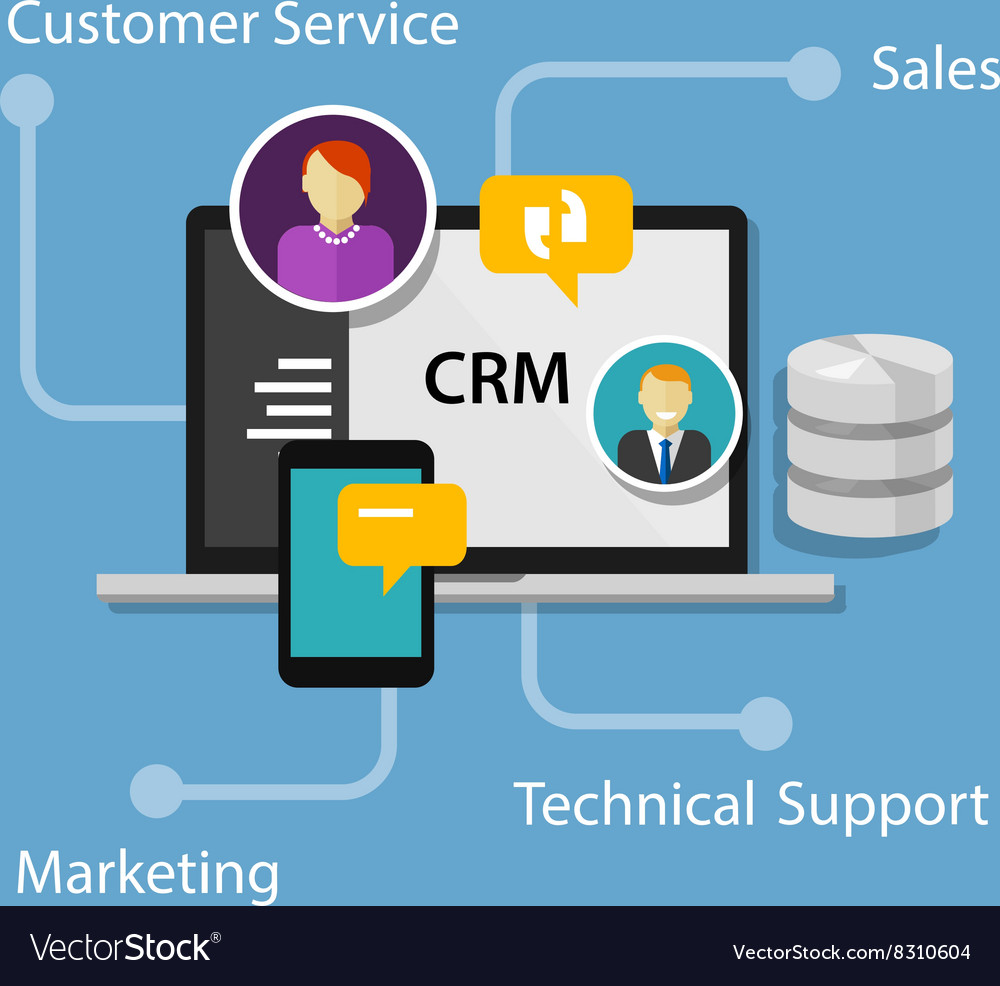 Customer Service
Sales
CRM
Technical Support
Marketing
VectorStock®
VectorStock.com/8310604